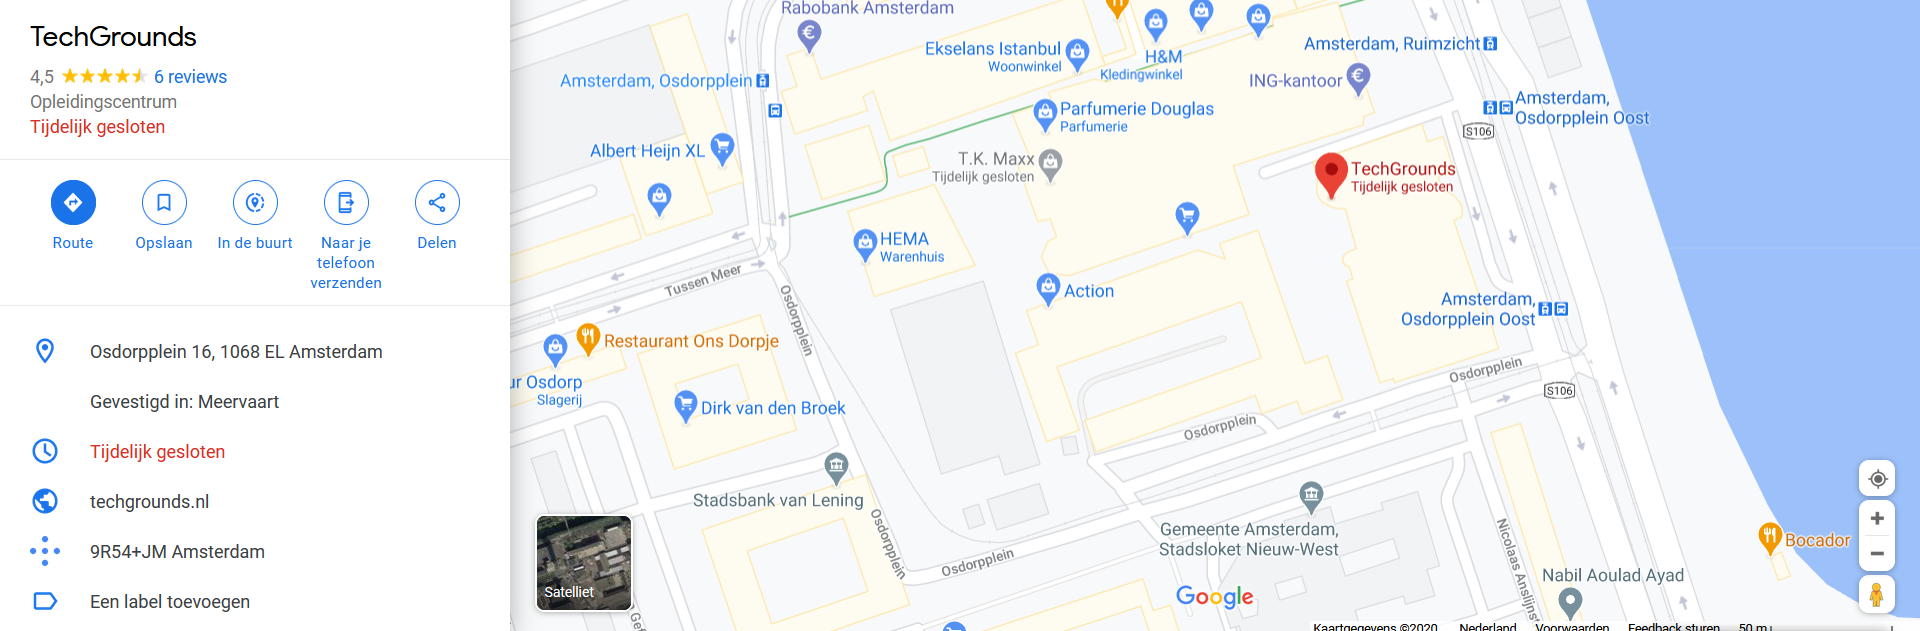 TechGrounds
4,5 6 reviews
Opleidingscentrum
Tijdelijk gesloten
Route
Opslaan
In de buurt
Naar je
telefoon
verzenden
Delen
Osdorpplein 16, 1068 EL Amsterdam
Gevestigd in: Meervaart
Tijdelijk gesloten
techgrounds.nl
9R54+JM Amsterdam
Een label toevoegen
Rabobank Amsterdam
Ekselans Istanbul
Woonwinkel
H&M
Kledingwinkel
Amsterdam, Ruimzicht
ING-kantoor
Amsterdam, Osdorpplein
Parfumerie Douglas
Parfumerie
Amsterdam,
Osdorpplein Oost
S106
Albert Heijn XL
T.K. Maxx
Tijdelijk gesloten
TechGrounds
Tijdelijk gesloten
HEMA
Warenhuis
Tussen Meer
Osdorpplein
Action
Amsterdam,
Osdorpplein Oost
Restaurant Ons Dorpje
ur Osdorp
Slagerij
Dirk van den Broek
Osdorpplein
S106
Osdorpplein
Stadsbank van Lening
Osdorpplein
Osdorpplein
Gemeente Amsterdam,
Stadsloket Nieuw-West
Nicolaas Anslijnst
Bocador
Nabil Aoulad Ayad
Satelliet
Google
Ge
Kaartgegevens ©2020 Nederland Voorwaarden Feedback sturen 50 m